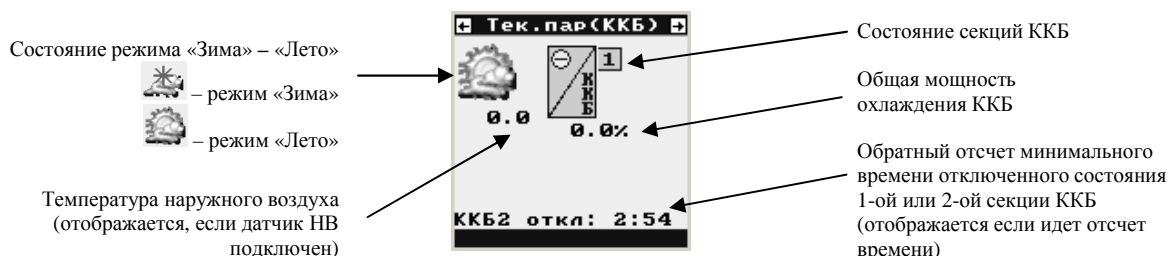 Состояние режима «Зима» – «Лето»
– режим «Зима»
– режим «Лето»
Температура наружного воздуха
(отображается, если датчик НВ
подключен)
Тек.пар(ККБ)
1
ККБ
0.0
0.0%
ККБ2 откл: 2:54
Состояние секций ККБ
Общая мощность
охлаждения ККБ
Обратный отсчет минимального
времени отключенного состояния
1-ой или 2-ой секции ККБ
(отображается если идет отсчет
времени)